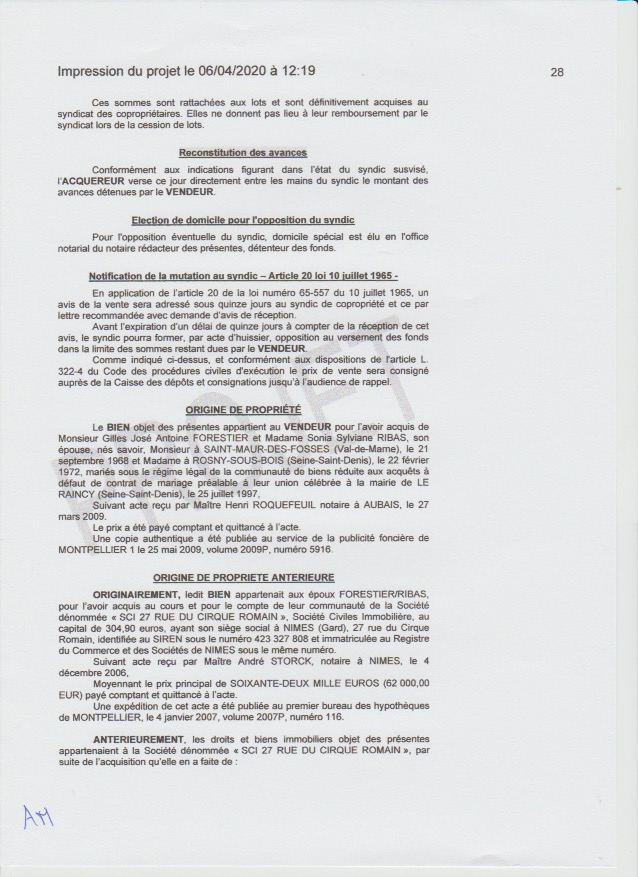 Impression du projet le 06/04/2020 à 12:19
28
Ces sommes sont rattachées aux lots et sont définitivement acquises au
syndicat des copropriétaires. Elles ne donnent pas lieu à leur remboursement par le
syndicat lors de la cession de lots.
Reconstitution des avances
Conformément aux indications figurant dans l'état du syndic susvisé,
l'ACQUEREUR verse ce jour directement entre les mains du syndic le montant des
avances détenues par le VENDEUR.
Election de domicile pour l'opposition du syndic
Pour l'opposition éventuelle du syndic, domicile spécial est élu en l'office
notarial du notaire rédacteur des présentes, détenteur des fonds.
Notification de la mutation au syndic – Article 20 loi 10 juillet 1965 -
En application de l'article 20 de la loi numéro 65-557 du 10 juillet 1965, un
avis de la vente sera adressé sous quinze jours au syndic de copropriété et ce par
lettre recommandée avec demande d'avis de réception.
Avant l'expiration d'un délai de quinze jours à compter de la réception de cet
avis, le syndic pourra former, par acte d'huissier, opposition au versement des fonds
dans la limite des sommes restant dues par le VENDEUR.
Comme indiqué ci-dessus, et conformément aux dispositions de l'article L.
322-4 du Code des procédures civiles d'exécution le prix de vente sera consigné
auprès de la Caisse des dépôts et consignations jusqu'à l'audience de rappel.
PROJET
ORIGINE DE PROPRIÉTÉ
Le BIEN objet des présentes appartient au VENDEUR pour l'avoir acquis de
Monsieur Gilles José Antoine FORESTIER et Madame Sonia Sylviane RIBAS, son
épouse, nés savoir, Monsieur à SAINT-MAUR-DES-FOSSES (Val-de-Marne), le 21
septembre 1968 et Madame à ROSNY-SOUS-BOIS (Seine-Saint-Denis), le 22 février
1972, mariés sous le régime légal de la communauté de biens réduite aux acquêts à
défaut de contrat de mariage préalable à leur union célébrée à la mairie de LE
RAINCY (Seine-Saint-Denis), le 25 juillet 1997,
Suivant acte reçu par Maître Henri ROQUEFEUIL notaire à AUBAIS, le 27
mars 2009.
Le prix a été payé comptant et quittancé à l'acte.
Une copie authentique a été publiée au service de la publicité foncière de
MONTPELLIER 1 le 25 mai 2009, volume 2009P, numéro 5916.
ORIGINE DE PROPRIETE ANTERIEURE
ORIGINAIREMENT, ledit BIEN appartenait aux époux FORESTIER/RIBAS,
pour l'avoir acquis au cours et pour le compte de leur communauté de la Société
dénommée « SCI 27 RUE DU CIRQUE ROMAIN », Société Civiles Immobilière, au
capital de 304,90 euros, ayant son siège social à NIMES (Gard), 27 rue du Cirque
Romain, identifiée au SIREN sous le numéro 423 327 808 et immatriculée au Registre
du Commerce et des Sociétés de NIMES sous le même numéro.
Suivant acte reçu par Maître André STORCK, notaire à NIMES, le 4
décembre 2006,
Moyennant le prix principal de SOIXANTE-DEUX MILLE EUROS (62 000,00
EUR) payé comptant et quittancé à l'acte.
Une expédition de cet acte a été publiée au premier bureau des hypothèques
de MONTPELLIER, le 4 janvier 2007, volume 2007P, numéro 116.
ANTERIEUREMENT, les droits et biens immobiliers objet des présentes
appartenaient à la Société dénommée « SCI 27 RUE DU CIRQUE ROMAIN », par
suite de l'acquisition qu'elle en a faite de :
AM